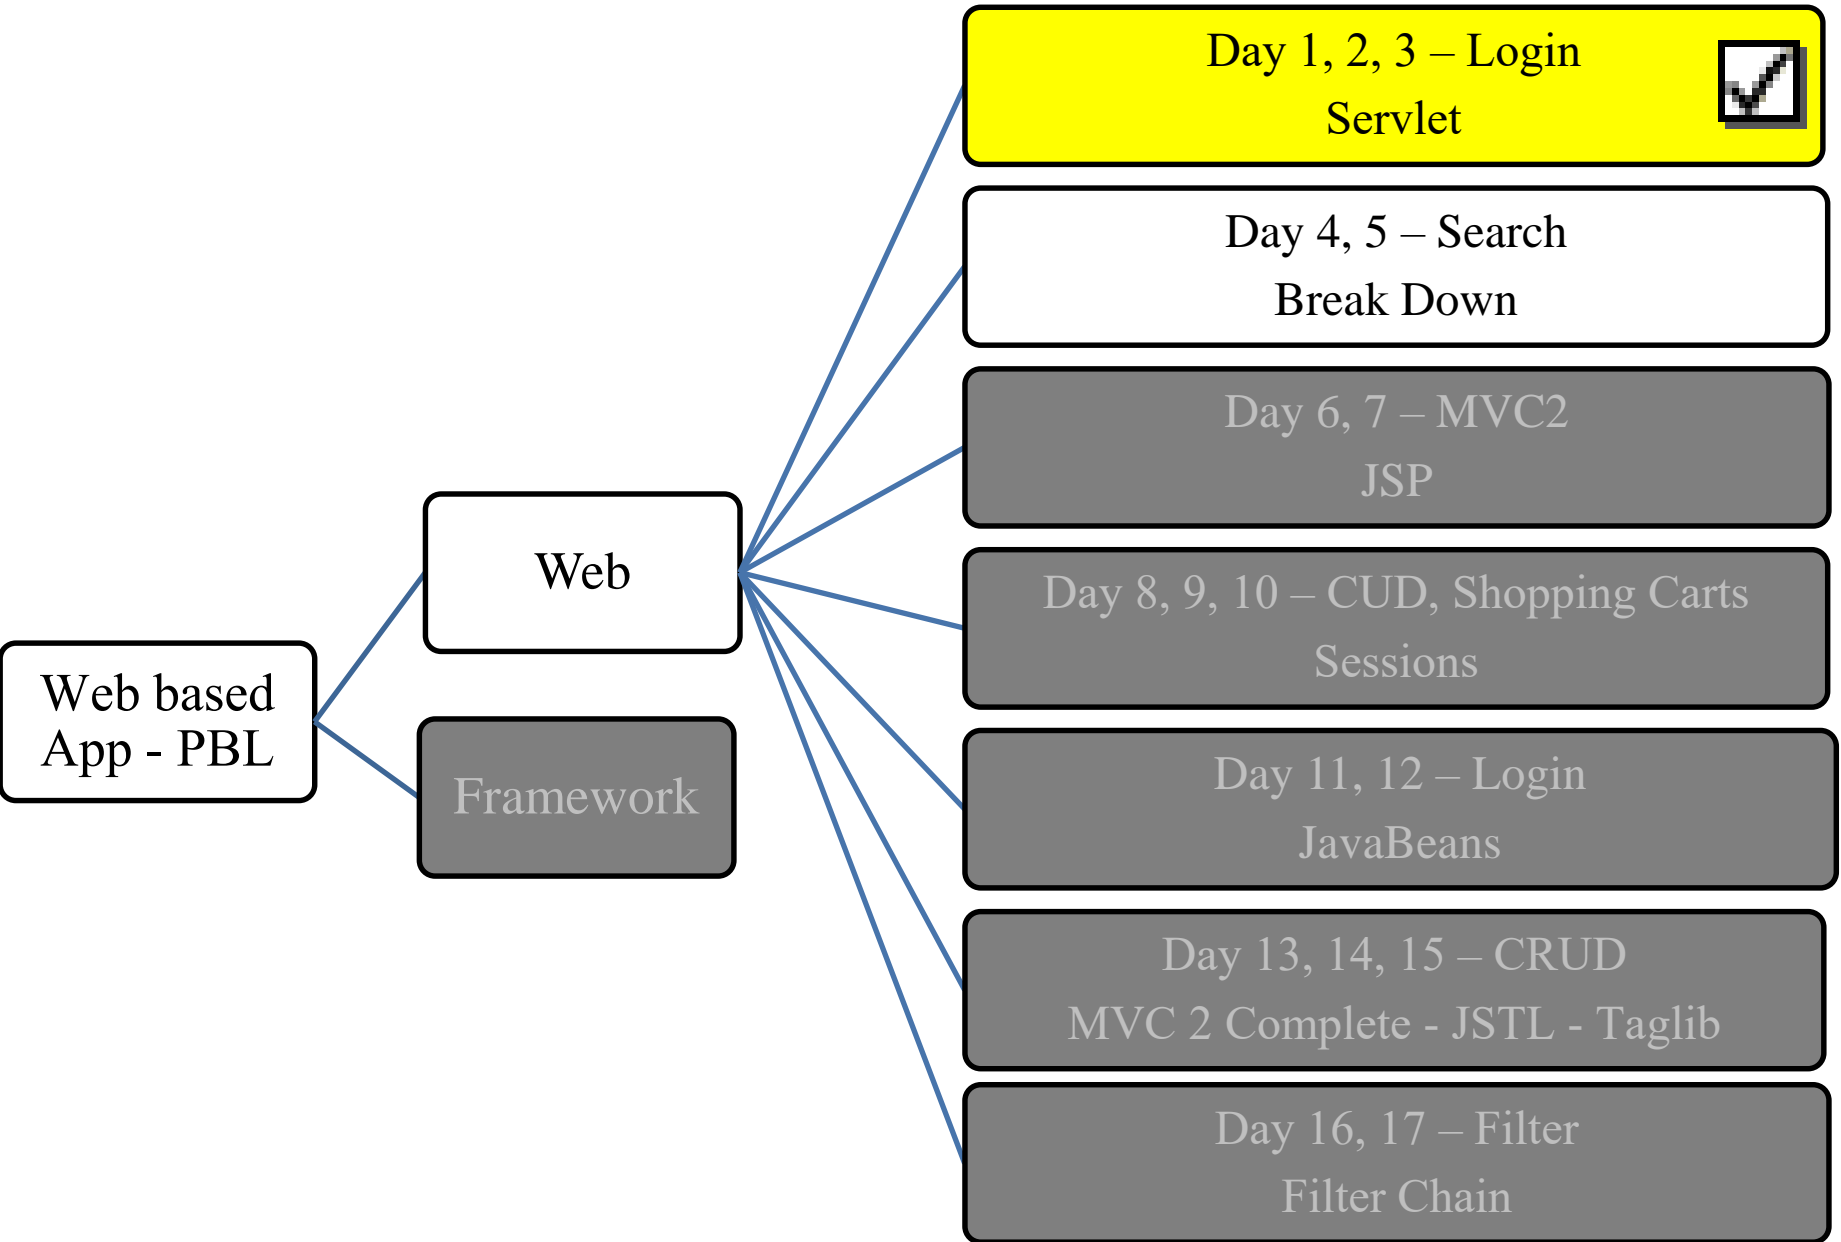 Web based
App - PBL
Web
Framework
Day 1, 2, 3 – Login
Servlet
Day 4, 5 – Search
Break Down
Day 6, 7 – MVC2
JSP
Day 8, 9, 10 – CUD, Shopping Carts
Sessions
Day 11, 12 – Login
JavaBeans
Day 13, 14, 15 – CRUD
MVC 2 Complete - JSTL - Taglib
Day 16, 17 – Filter
Filter Chain